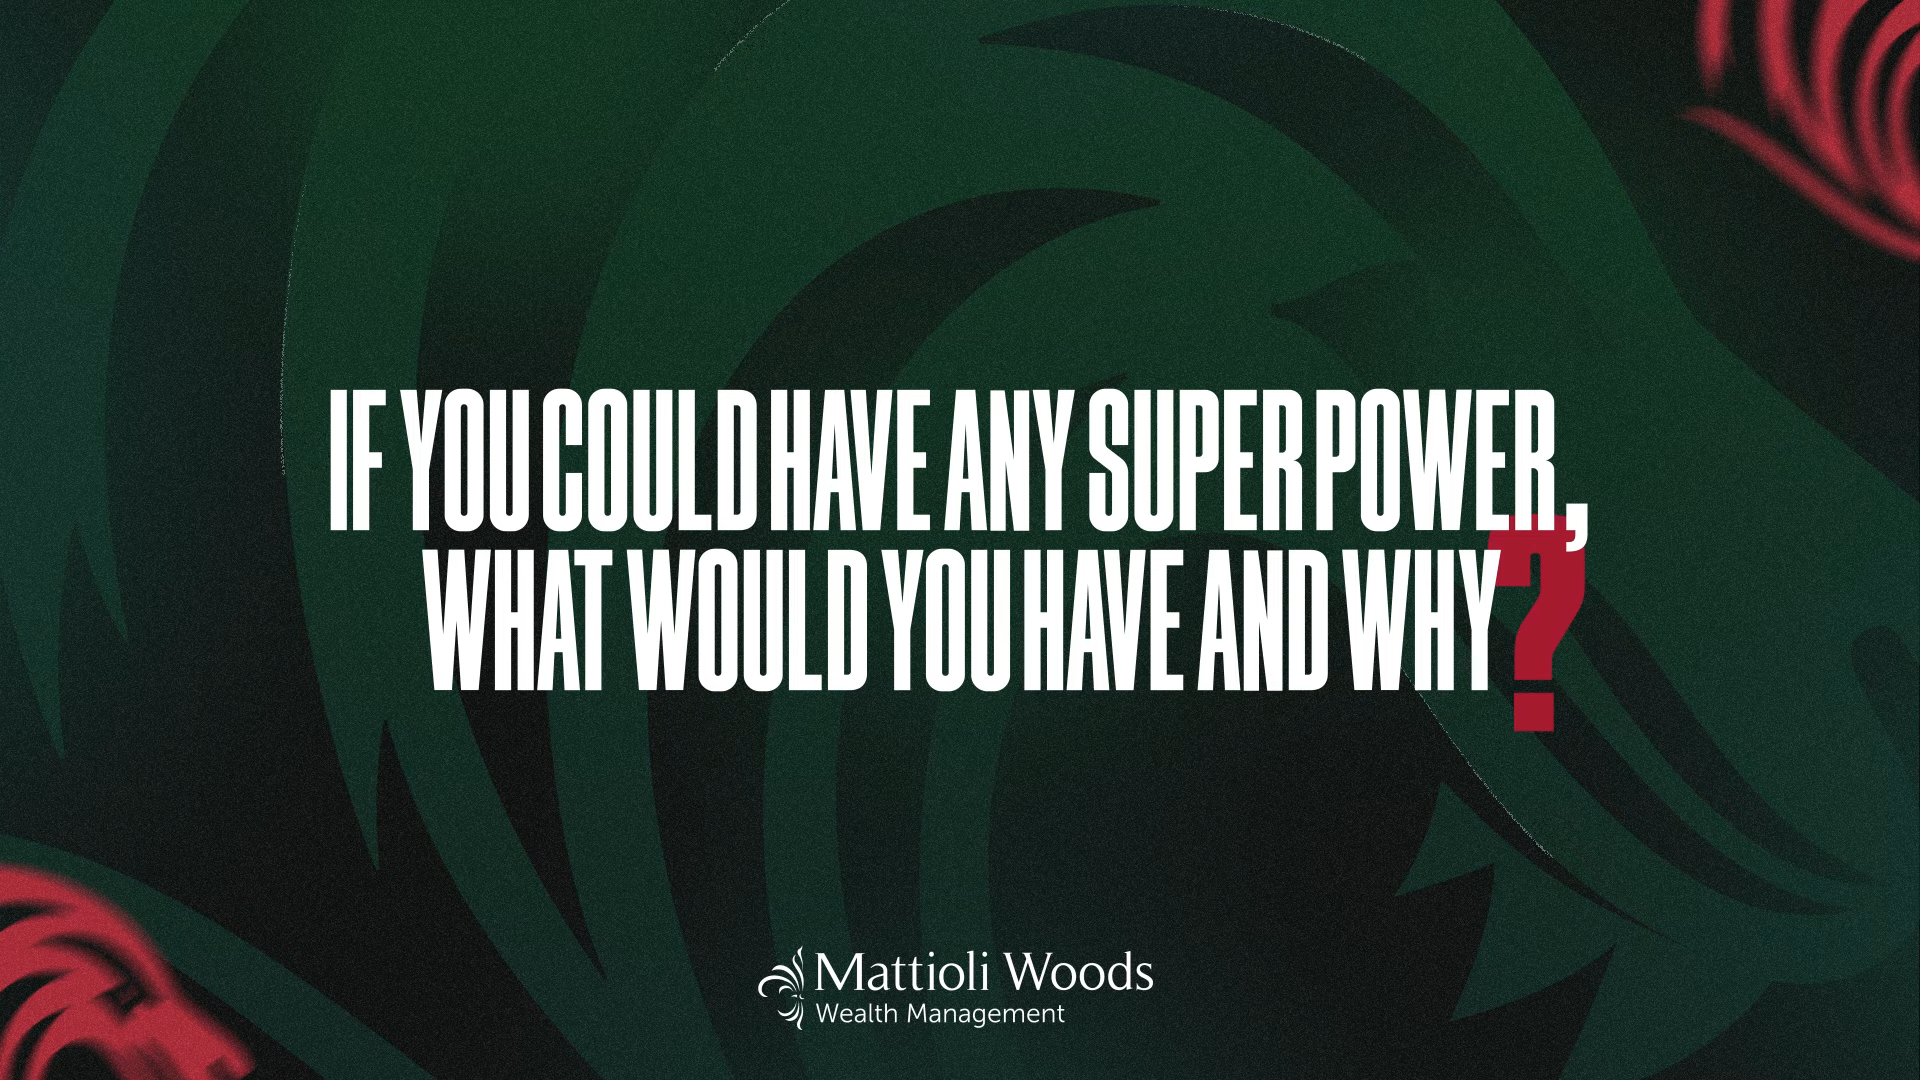 IF YOU COULD HAVE ANY SUPER POWER,
WHAT WOULD YOU HAVE AND WHY?
Mattioli Woods
Wealth Management